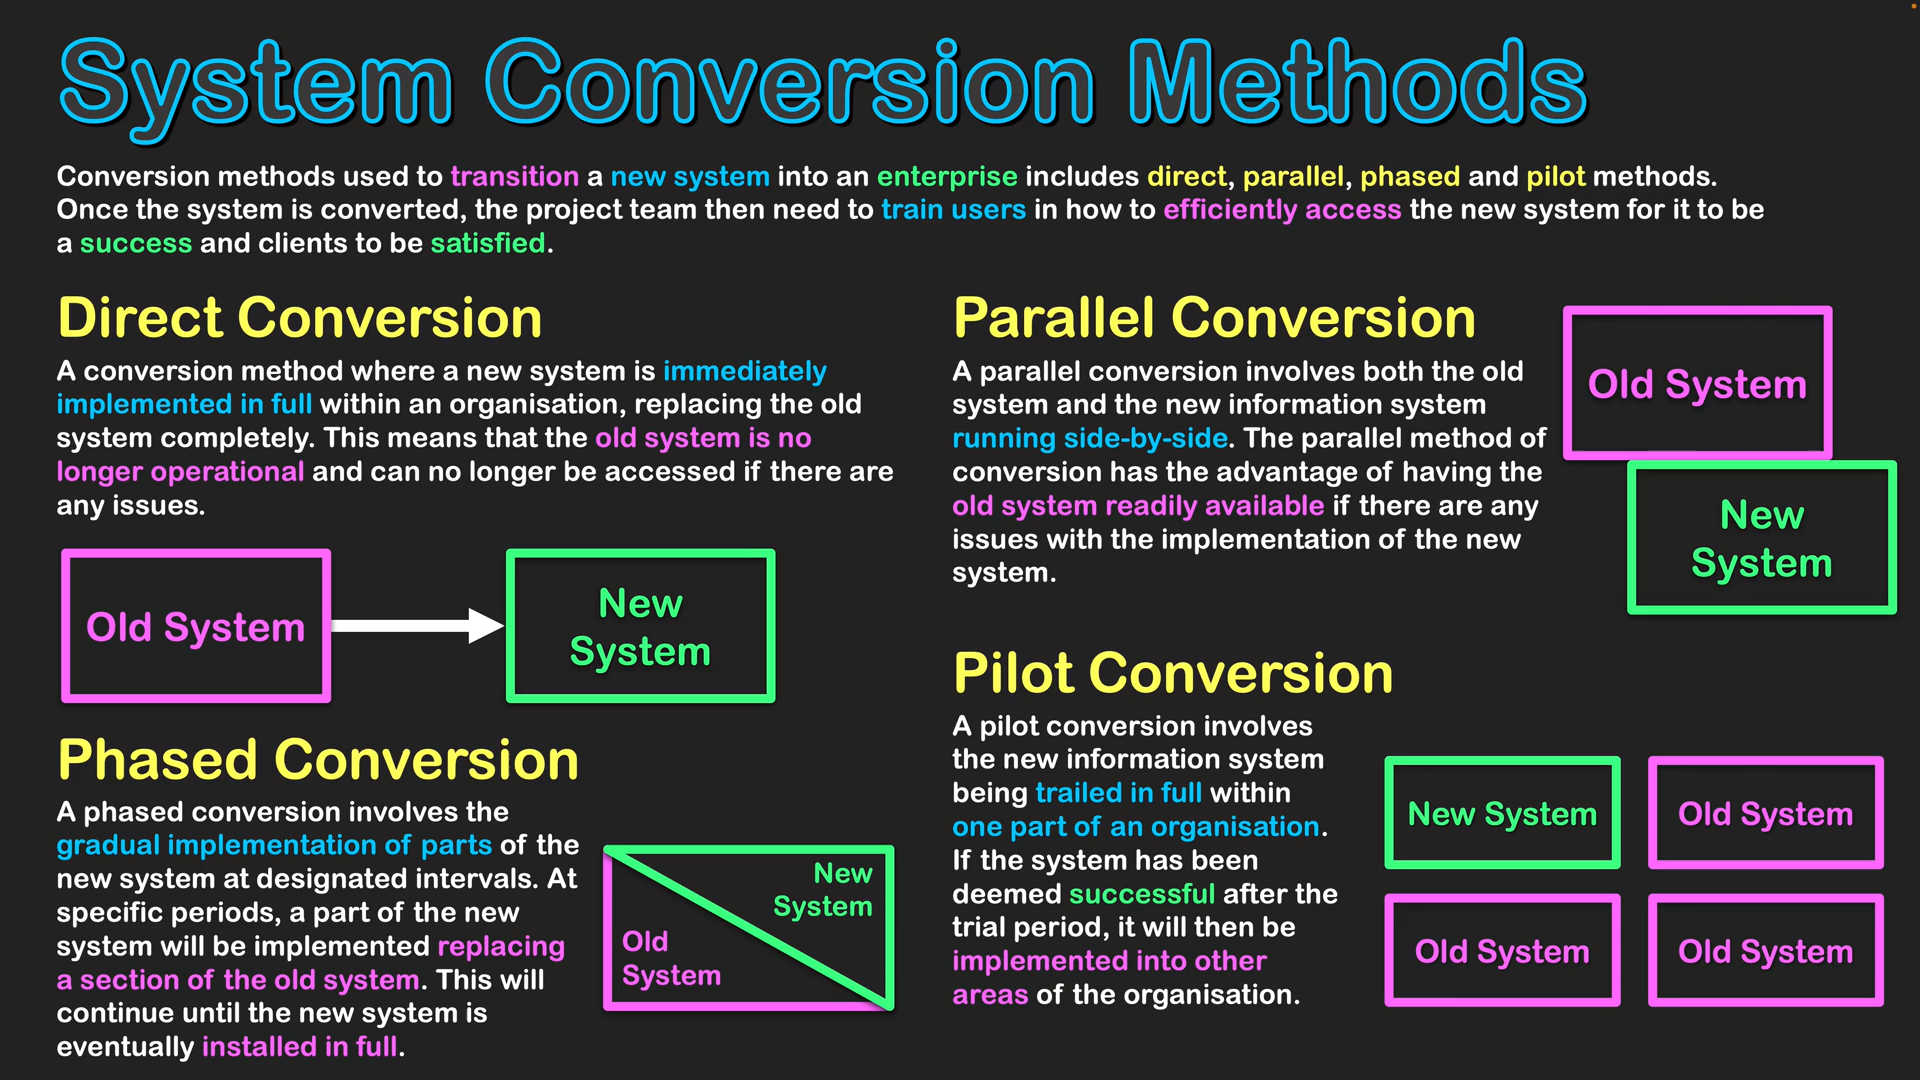 System Conversion Methods
Conversion methods used to transition a new system into an enterprise includes direct, parallel, phased and pilot methods.
Once the system is converted, the project team then need to train users in how to efficiently access the new system for it to be
a success and clients to be satisfied.
Direct Conversion
A conversion method where a new system is immediately
implemented in full within an organisation, replacing the old
system completely. This means that the old system is no
longer operational and can no longer be accessed if there are
any issues.
Old System
New
System
Phased Conversion
A phased conversion involves the
gradual implementation of parts of the
new system at designated intervals. At
specific periods, a part of the new
system will be implemented replacing
a section of the old system. This will
continue until the new system is
eventually installed in full.
New
System
Old
System
Parallel Conversion
A parallel conversion involves both the old
system and the new information system
running side-by-side. The parallel method of
conversion has the advantage of having the
old system readily available if there are any
issues with the implementation of the new
system.
Old System
New
System
Pilot Conversion
A pilot conversion involves
the new information system
being trailed in full within
one part of an organisation.
If the system has been
deemed successful after the
trial period, it will then be
implemented into other
areas of the organisation.
New System
Old System
Old System
Old System